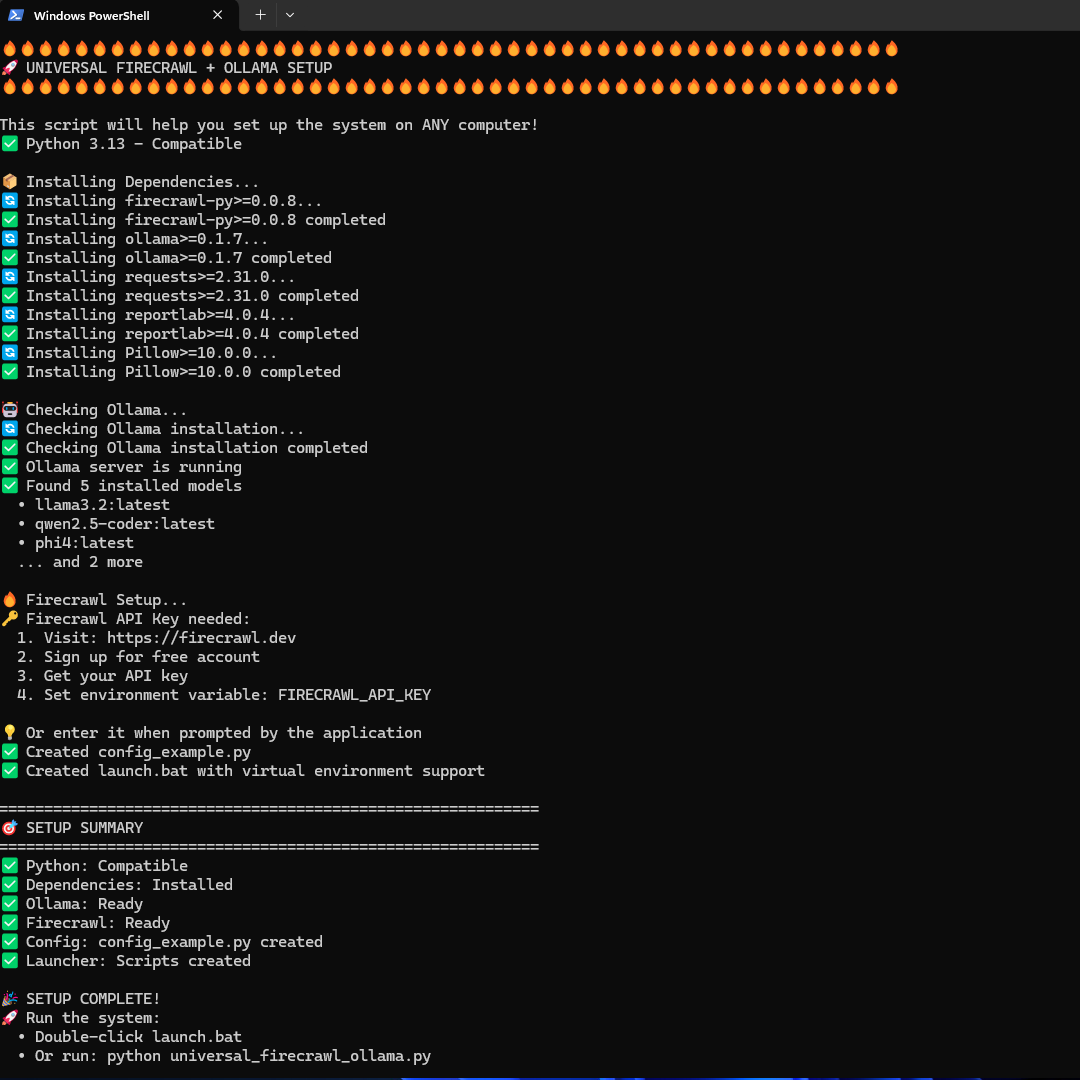 Windows PowerShell
🔥🔥🔥🔥🔥🔥🔥🔥🔥🔥🔥🔥🔥🔥🔥🔥🔥🔥🔥🔥🔥🔥🔥🔥🔥🔥🔥🔥🔥🔥🔥🔥🔥🔥🔥🔥🔥🔥🔥🔥🔥🔥🔥🔥🔥🔥🔥🔥🔥🔥
🚀 UNIVERSAL FIRECRAWL + OLLAMA SETUP
🔥🔥🔥🔥🔥🔥🔥🔥🔥🔥🔥🔥🔥🔥🔥🔥🔥🔥🔥🔥🔥🔥🔥🔥🔥🔥🔥🔥🔥🔥🔥🔥🔥🔥🔥🔥🔥🔥🔥🔥🔥🔥🔥🔥🔥🔥🔥🔥🔥🔥
This script will help you set up the system on ANY computer!
✅ Python 3.13 - Compatible
📦 Installing Dependencies...
🔄 Installing firecrawl-py>=0.0.8...
✅ Installing firecrawl-py>=0.0.8 completed
🔄 Installing ollama>=0.1.7...
✅ Installing ollama>=0.1.7 completed
🔄 Installing requests>=2.31.0...
✅ Installing requests>=2.31.0 completed
🔄 Installing reportlab>=4.0.4...
✅ Installing reportlab>=4.0.4 completed
🔄 Installing Pillow>=10.0.0...
✅ Installing Pillow>=10.0.0 completed
🤖 Checking Ollama...
🔄 Checking Ollama installation...
✅ Checking Ollama installation completed
✅ Ollama server is running
✅ Found 5 installed models
• llama3.2:latest
• qwen2.5-coder:latest
• phi4:latest
... and 2 more
🔥 Firecrawl Setup...
🔑 Firecrawl API Key needed:
1. Visit: https://firecrawl.dev
2. Sign up for free account
3. Get your API key
4. Set environment variable: FIRECRAWL_API_KEY
💡 Or enter it when prompted by the application
✅ Created config_example.py
✅ Created launch.bat with virtual environment support
============================================================
🎯 SETUP SUMMARY
============================================================
✅ Python: Compatible
✅ Dependencies: Installed
✅ Ollama: Ready
✅ Firecrawl: Ready
✅ Config: config_example.py created
✅ Launcher: Scripts created
🎉 SETUP COMPLETE!
🚀 Run the system:
• Double-click launch.bat
• Or run: python universal_firecrawl_ollama.py